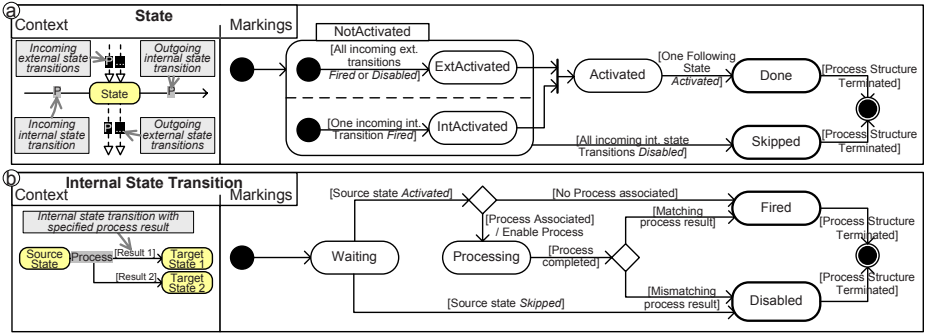 a
State
Context
Markings
Incoming
external state
transitions
Outgoing
internal state
transition
P
P
State
P
P
Incoming
internal state
transition
Outgoing
external state
transitions
NotActivated
[All incoming ext.
transitions
Fired or Disabled]
ExtActivated
[One incoming int.
Transition Fired]
IntActivated
Activated
[One Following
State
Activated]
Done
[Process Structure
Terminated]
[All incoming int. state
Transitions Disabled]
Skipped
[Process Structure
Terminated]
b
Internal State Transition
Context
Markings
Internal state transition with
specified process result
Source
State
Process
[Result 1]
Target
State 1
[Result 2]
Target
State 2
Waiting
[Source state Activated]
[No Process associated]
[Process Associated]
/ Enable Process
Processing
[Process
completed]
[Matching
process result]
Fired
[Process Structure
Terminated]
[Mismatching
process result]
[Source state Skipped]
Disabled
[Process Structure
Terminated]